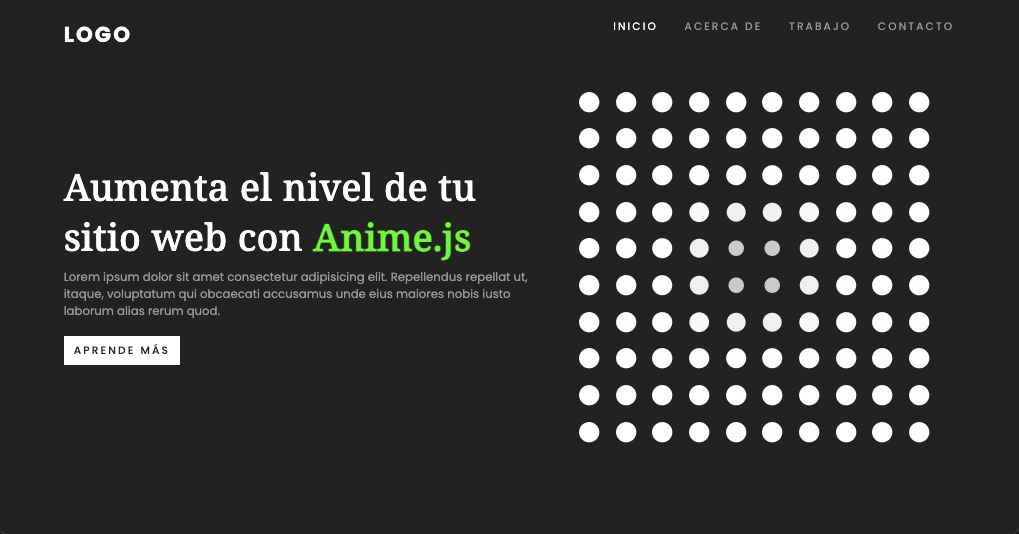 LOGO
INICIO ACERCA DE TRABAJO CONTACTO
Aumenta el nivel de tu
sitio web con Anime.js
Lorem ipsum dolor sit amet consectetur adipisicing elit. Repellendus repellat ut,
itaque, voluptatum qui obcaecati accusamus unde eius maiores nobis iusto
laborum alias rerum quod.
APRENDE MÁS